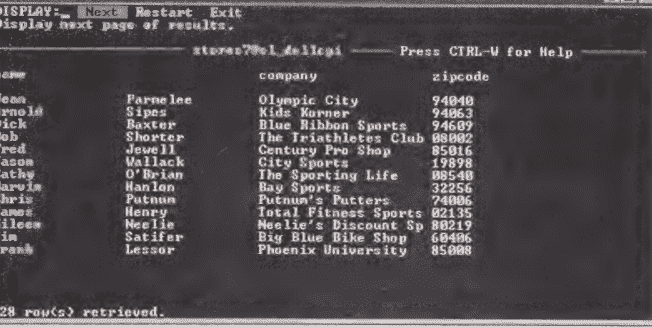 DISPLAY: Next Restart Exit
Display next page of results.
Press CTRL-W for Help
company zipcode
Parmelee Olympic City 94040
Sipes Kids Korner 94063
Baxter Blue Ribbon Sports 94609
Shorter The Triathletes Club 08002
Jewell Century Pro Shop 85016
Wallack City Sports 19898
O'Brian The Sporting Life 08540
Hanlon Bay Sports 32256
Putnum Putnum's Putters 74006
Henry Total Fitness Sports 02135
Neelie Neelie's Discount Sp 80219
Satifer Big Blue Bike Shop 60406
Lessor Phoenix University 85008
28 row(s) retrieved.